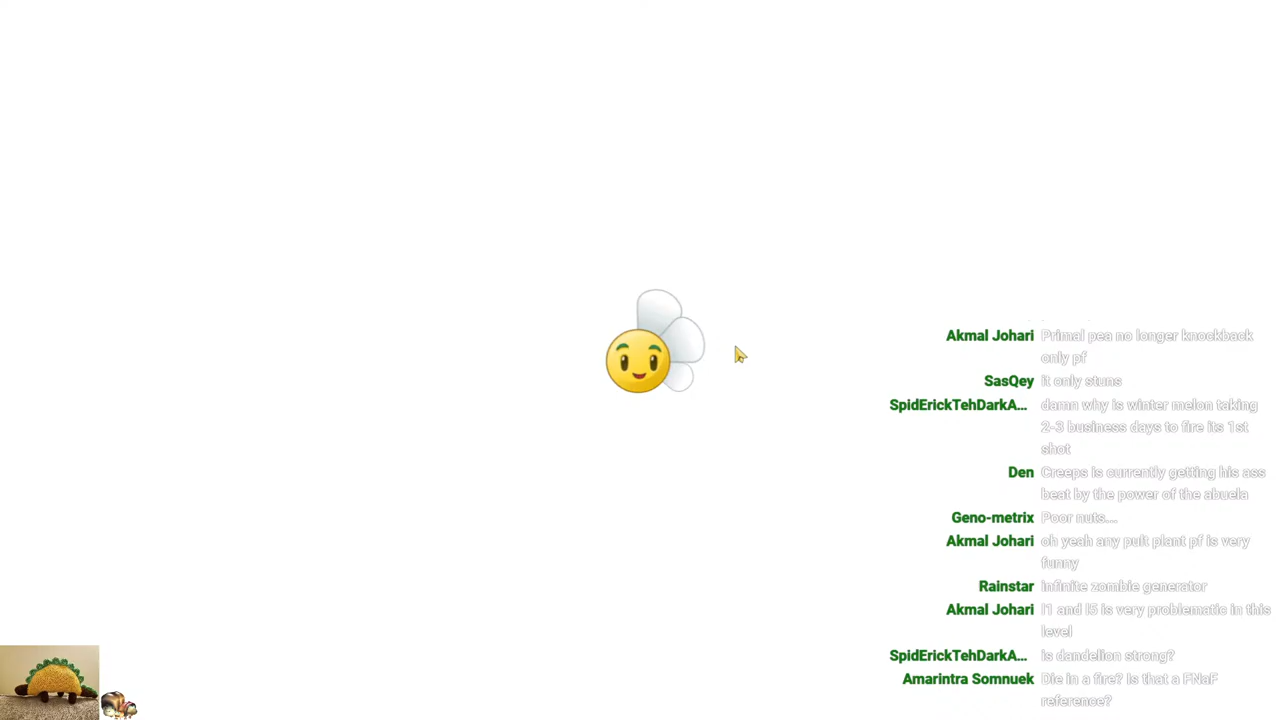 Akmal Johari Primal pea no longer knockback
only pf
SasQey it only stuns
SpidErickTehDarkA... damn why is winter melon taking
2-3 business days to fire its 1st
shot
Den Creeps is currently getting his ass
beat by the power of the abuela
Geno-metrix Poor nuts....
Akmal Johari oh yeah any pult plant pf is very
funny
Rainstar Infinite zombie generator
Akmal Johari l1 and l5 is very problematic in this
level
SpidErickTehDarkA... is dandelion strong?
Amarintra Somnuek Die in a fire? Is that a FNaF
reference?